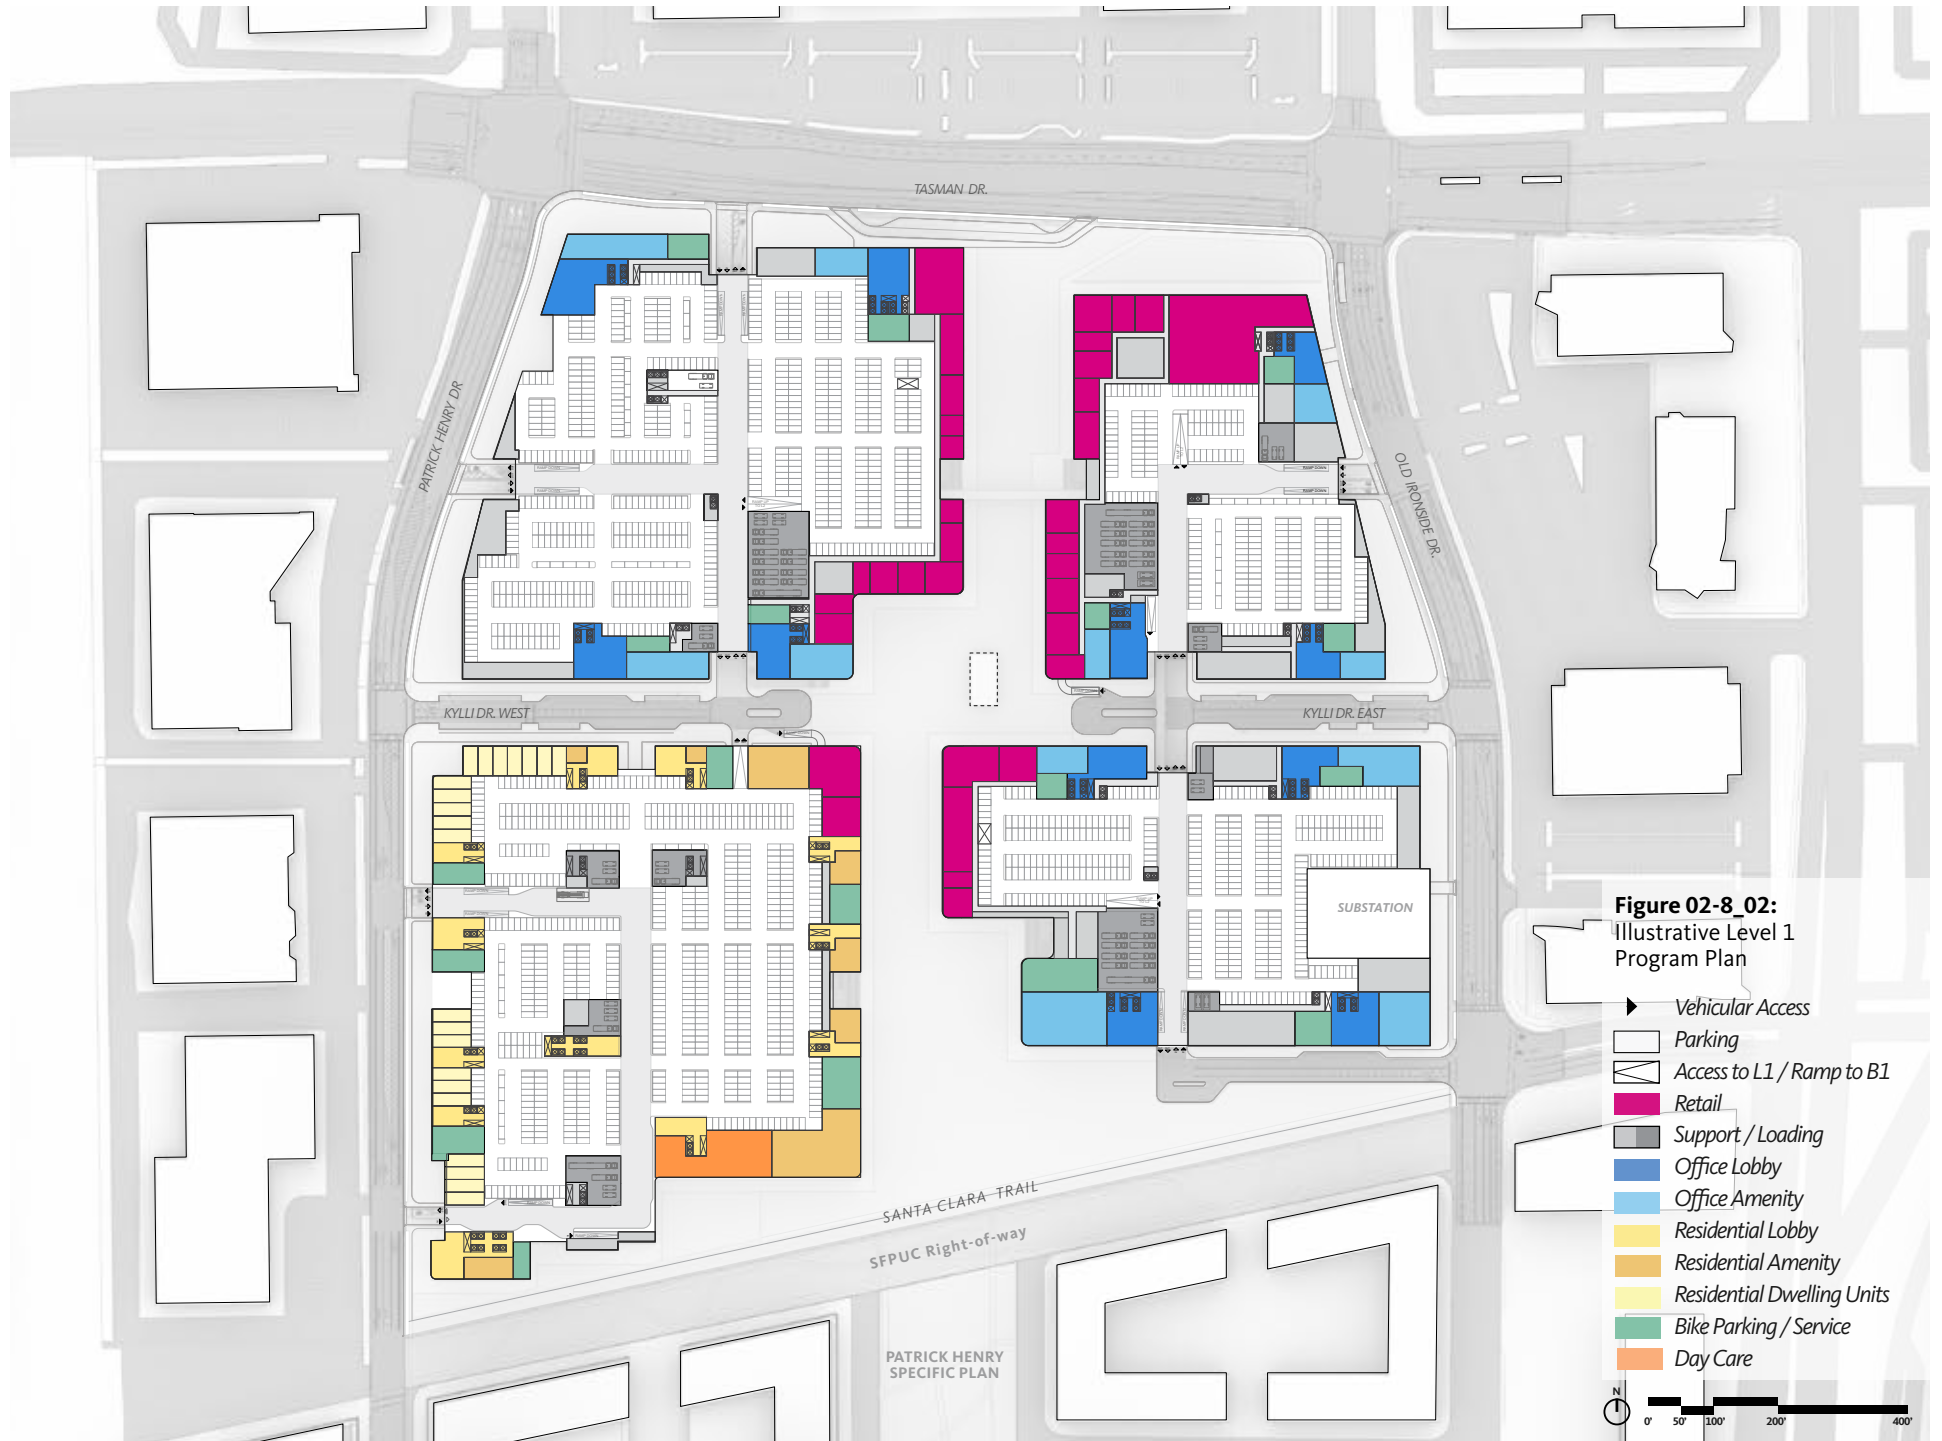 TASMAN DR.
PATRICK HENRY DR
OLD IRONSIDE DR.
KYLLI DR. WEST
KYLLI DR. EAST
SUBSTATION
SANTA CLARA TRAIL
SFPUC Right-of-way
PATRICK HENRY
SPECIFIC PLAN
Figure 02-8_02:
Illustrative Level 1
Program Plan
Vehicular Access
Parking
Access to L1 / Ramp to B1
Retail
Support / Loading
Office Lobby
Office Amenity
Residential Lobby
Residential Amenity
Residential Dwelling Units
Bike Parking / Service
Day Care
N
0' 50' 100' 200' 400'